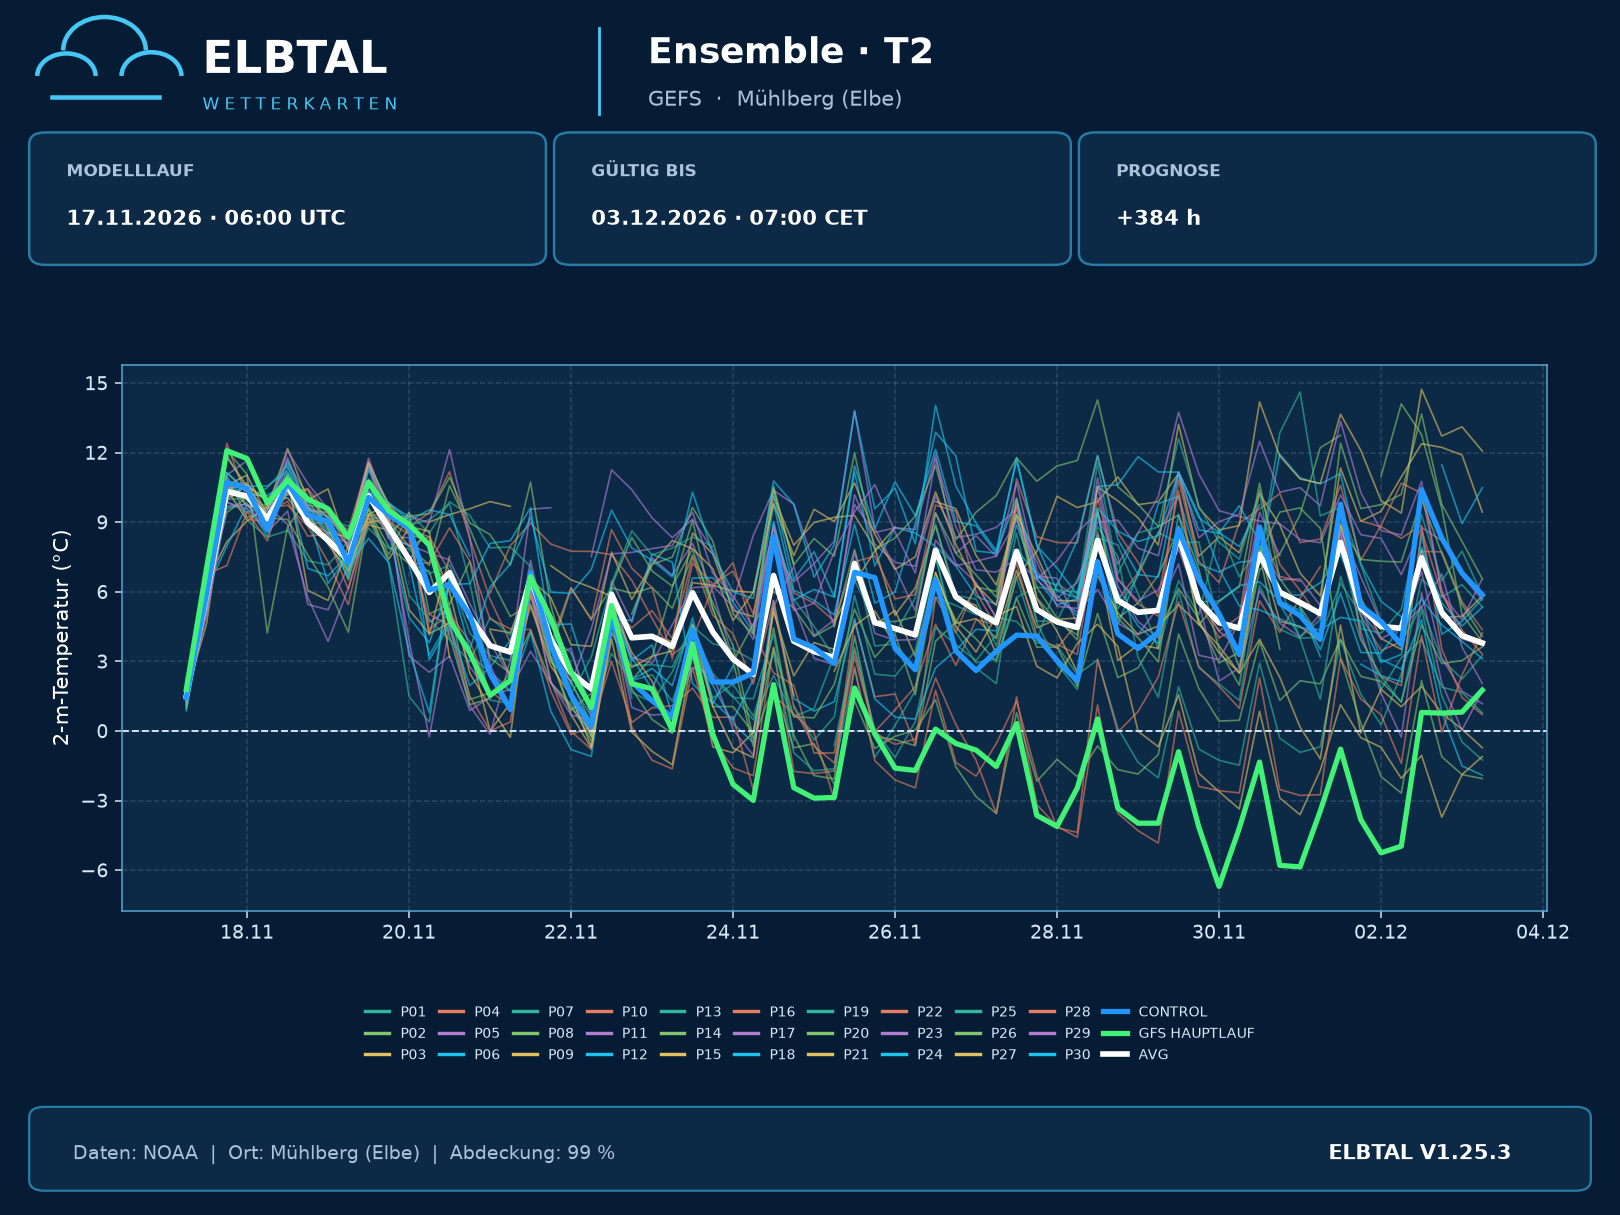 ELBTAL
WETTERKARTEN
Ensemble · T2
GEFS · Mühlberg (Elbe)
MODELLLAUF
17.11.2026 · 06:00 UTC
GÜLTIG BIS
03.12.2026 · 07:00 CET
PROGNOSE
+384 h
2-m-Temperatur (°C)
15
12
9
6
3
0
−3
−6
18.11 20.11 22.11 24.11 26.11 28.11 30.11 02.12 04.12
P01 P04 P07 P10 P13 P16 P19 P22 P25 P28 CONTROL
P02 P05 P08 P11 P14 P17 P20 P23 P26 P29 GFS HAUPTLAUF
P03 P06 P09 P12 P15 P18 P21 P24 P27 P30 AVG
Daten: NOAA | Ort: Mühlberg (Elbe) | Abdeckung: 99 %
ELBTAL V1.25.3